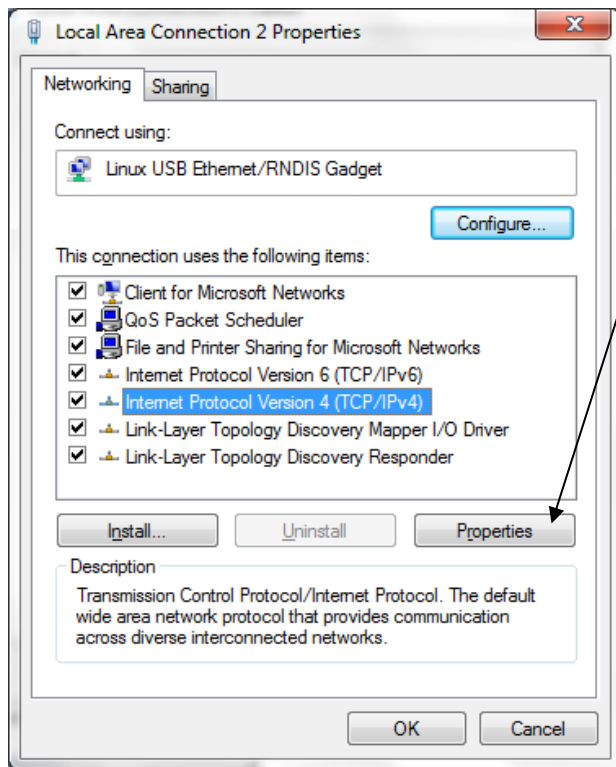 Local Area Connection 2 Properties
Networking
Sharing
Connect using:
Linux USB Ethernet/RNDIS Gadget
Configure...
This connection uses the following items:
Client for Microsoft Networks
QoS Packet Scheduler
File and Printer Sharing for Microsoft Networks
Internet Protocol Version 6 (TCP/IPv6)
Internet Protocol Version 4 (TCP/IPv4)
Link-Layer Topology Discovery Mapper I/O Driver
Link-Layer Topology Discovery Responder
Install...
Uninstall
Properties
Description
Transmission Control Protocol/Internet Protocol. The default
wide area network protocol that provides communication
across diverse interconnected networks.
OK
Cancel